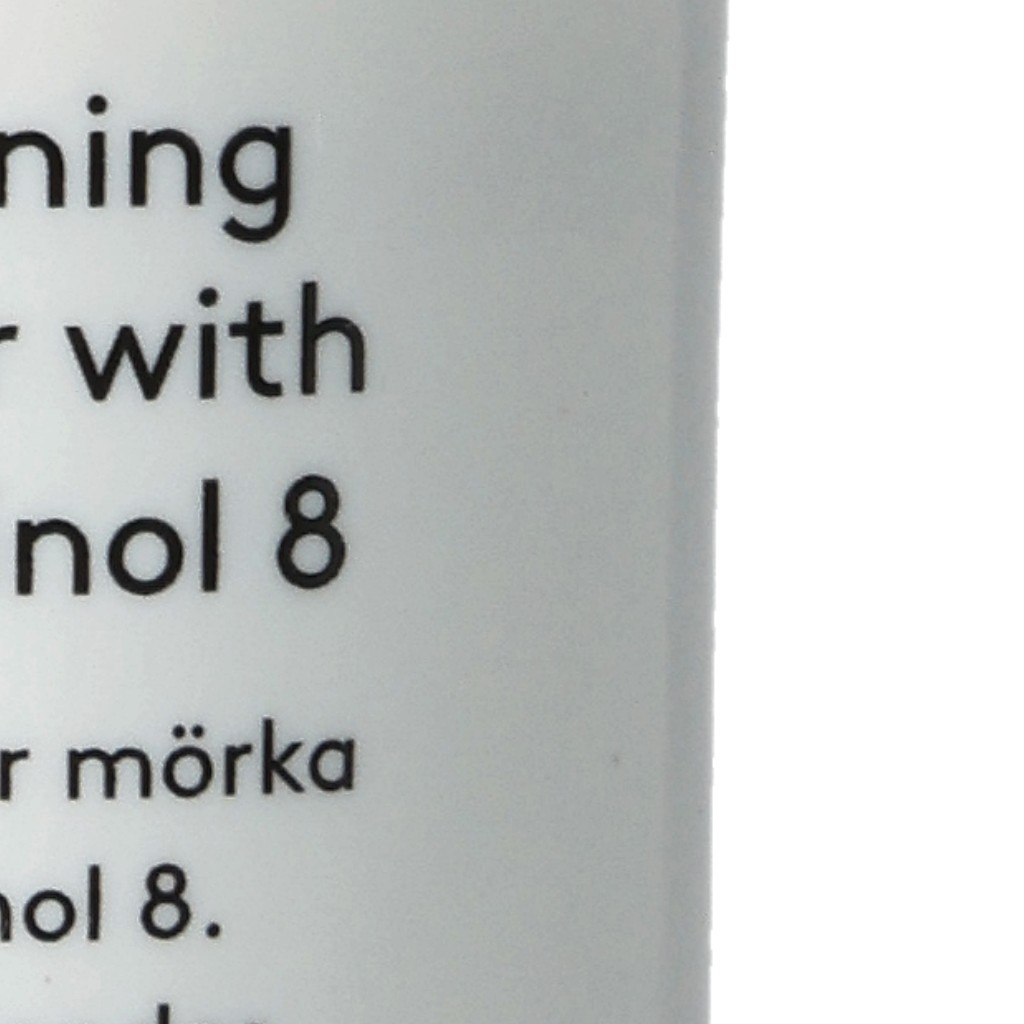 ning
r with
nol 8
r mörka
nol 8.